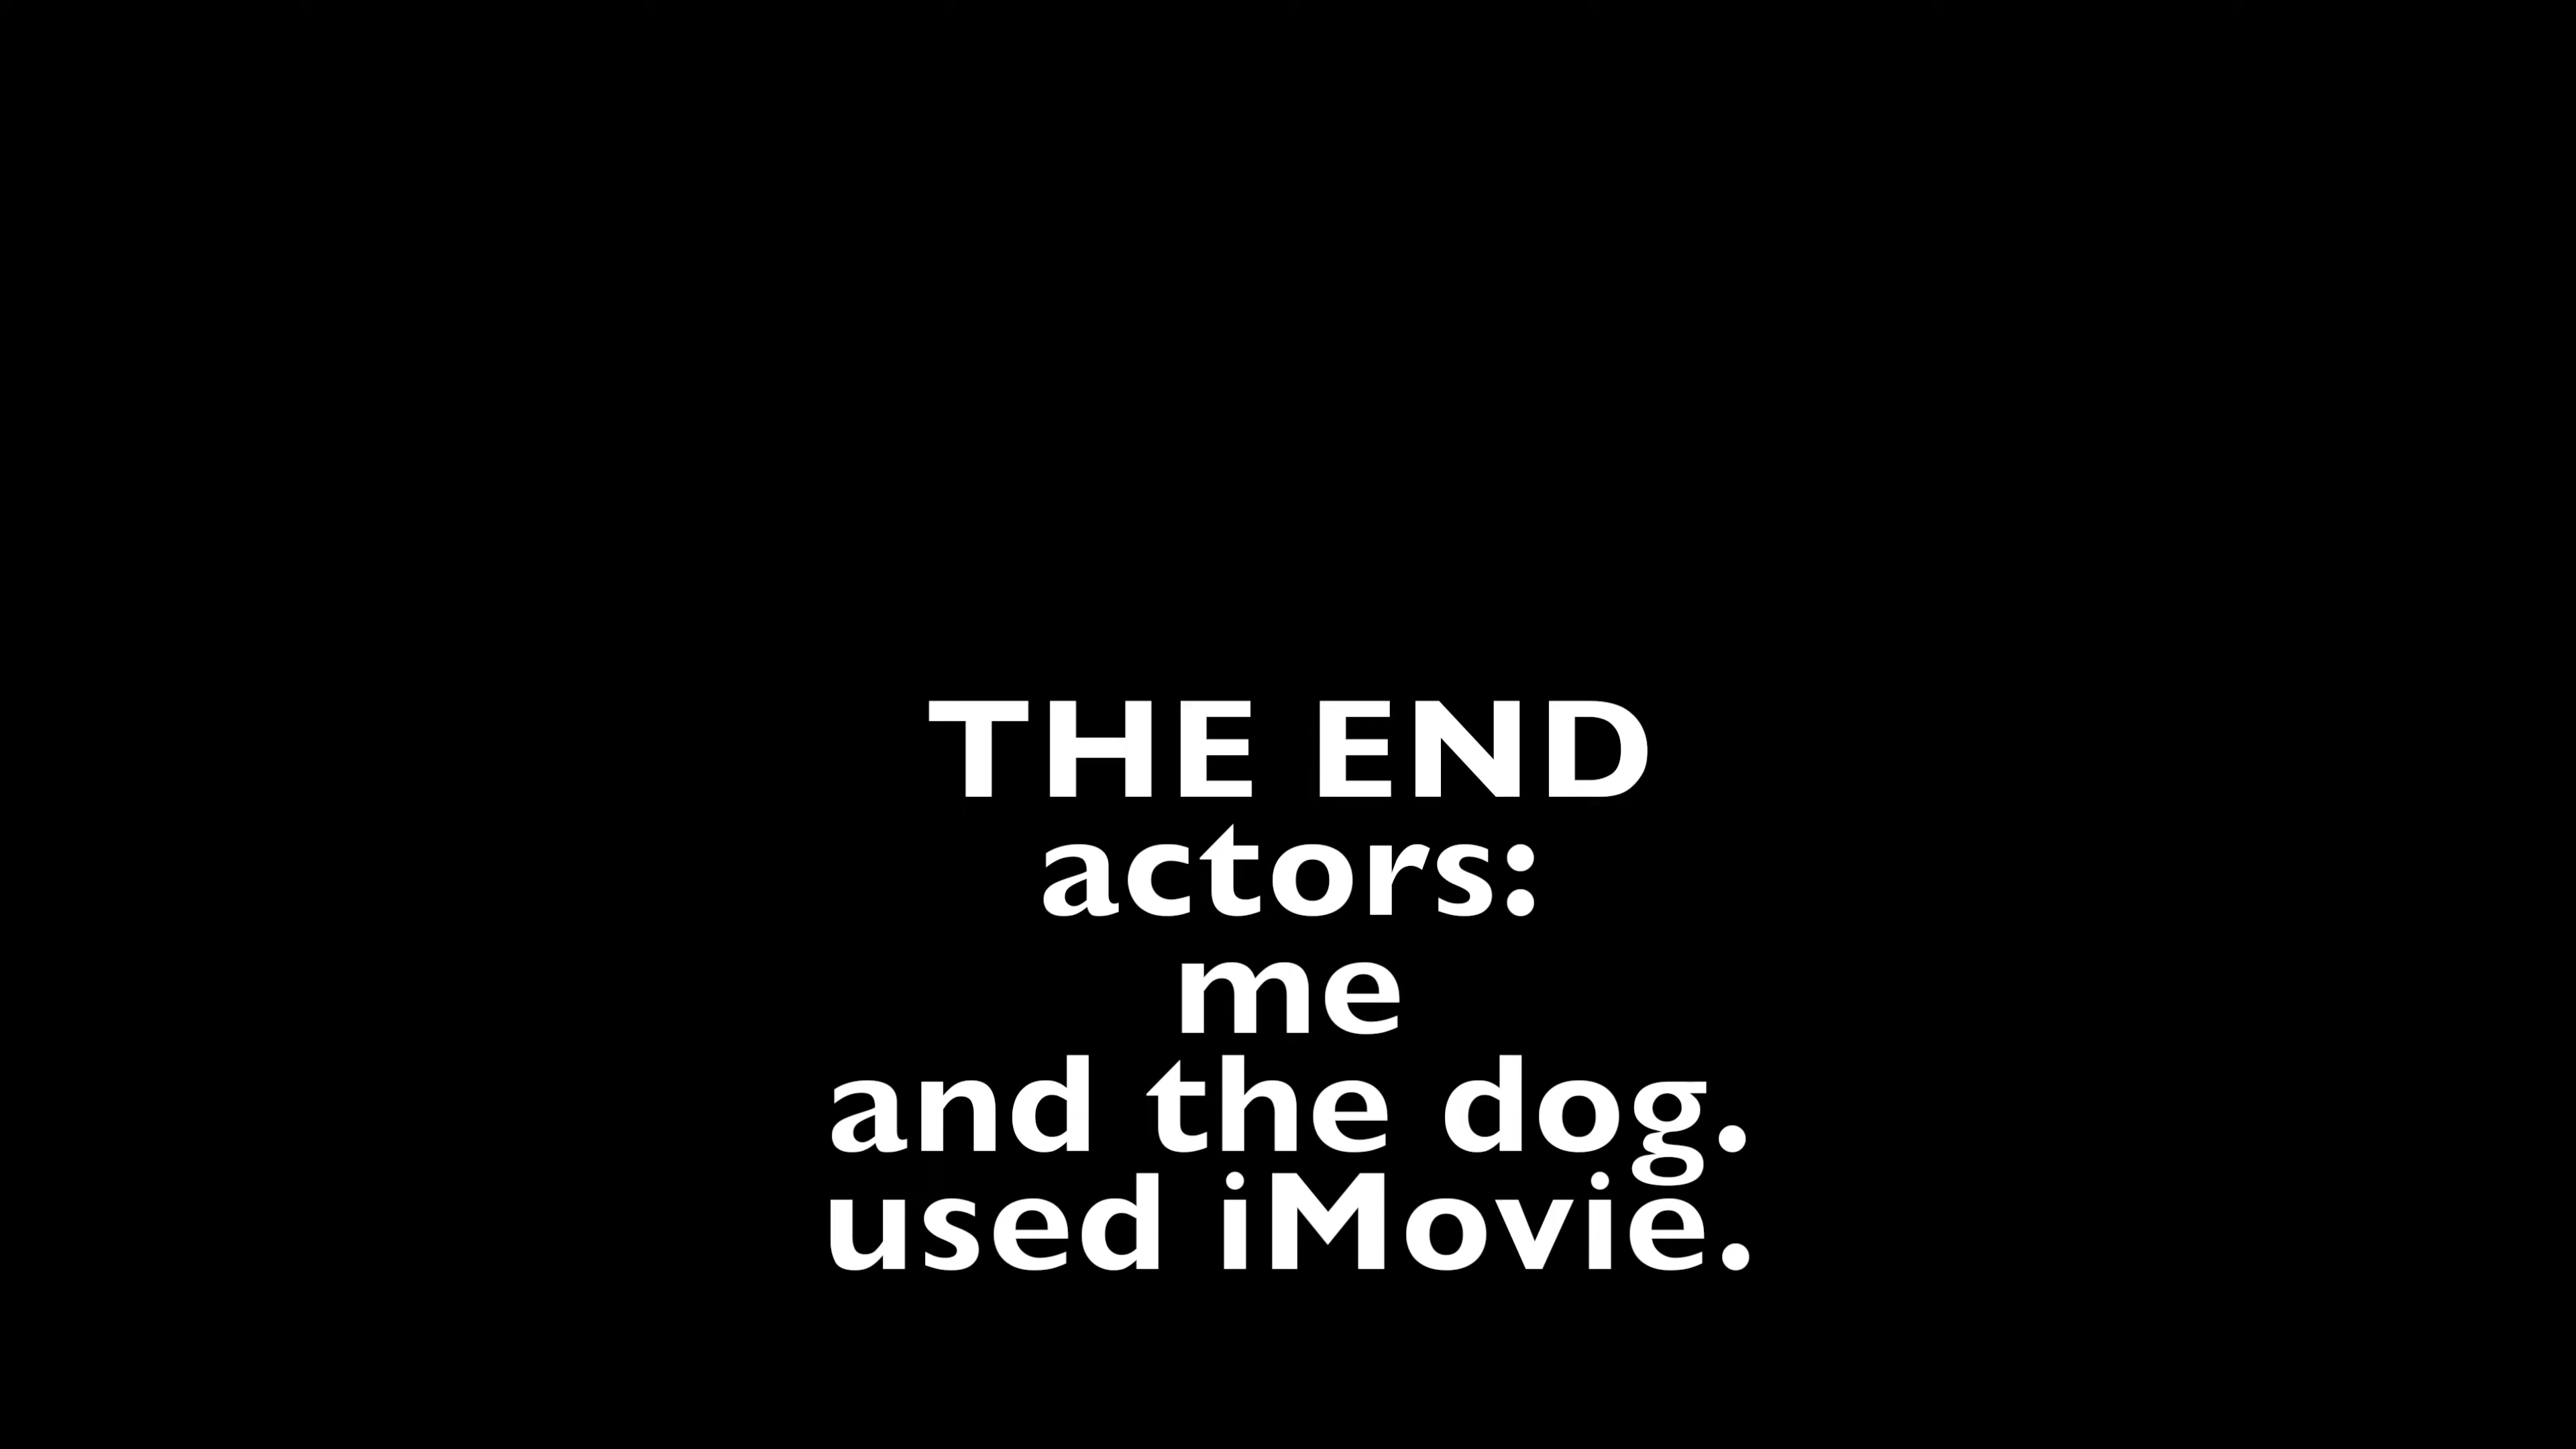 THE END
actors:
me
and the dog.
used iMovie.